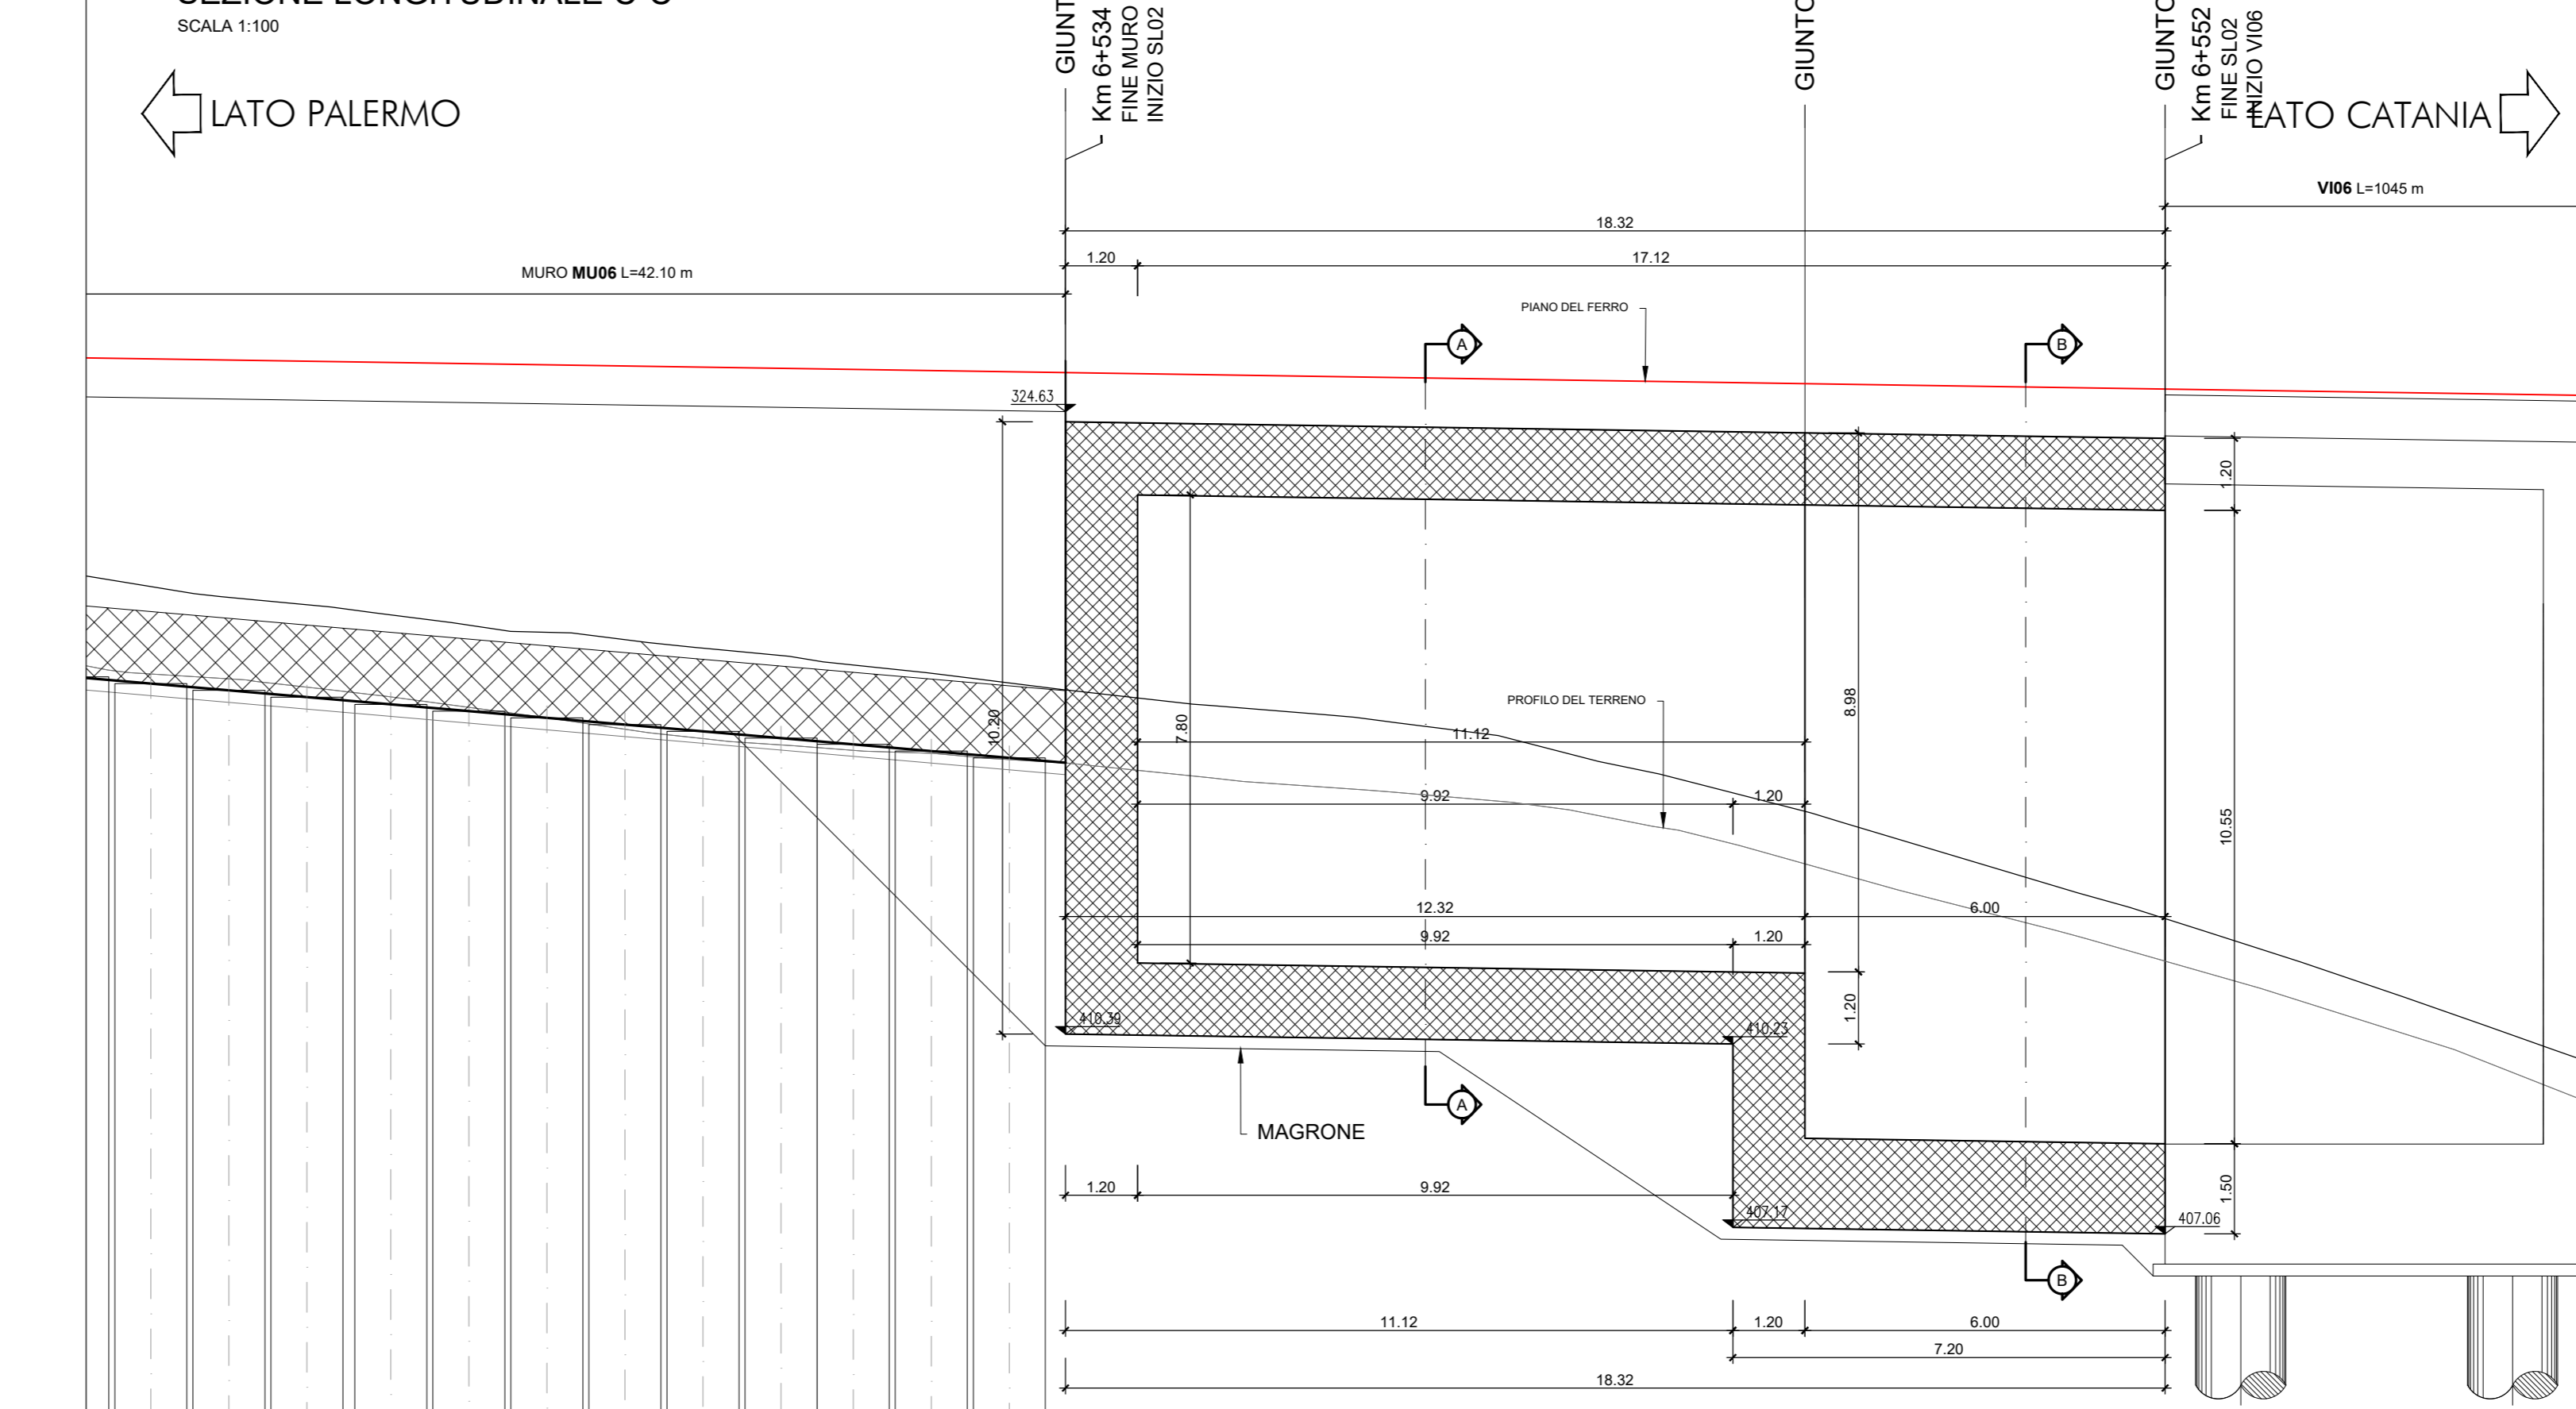 SCALA 1:100
LATO PALERMO
GIUNTO
Km 6+534
FINE MURO
INIZIO SL02
GIUNTO
GIUNTO
Km 6+552
FINE SL02
INIZIO VI06
LATO CATANIA
VI06 L=1045 m
18.32
1.20
17.12
MURO MU06 L=42.10 m
PIANO DEL FERRO
A
B
324.63
1.20
10.20
7.80
PROFILO DEL TERRENO
8.98
11.12
9.92
1.20
10.55
12.32
6.00
9.92
1.20
1.20
410.39
410.23
A
MAGRONE
1.20
9.92
1.50
407.17
407.06
B
11.12
1.20
6.00
7.20
18.32